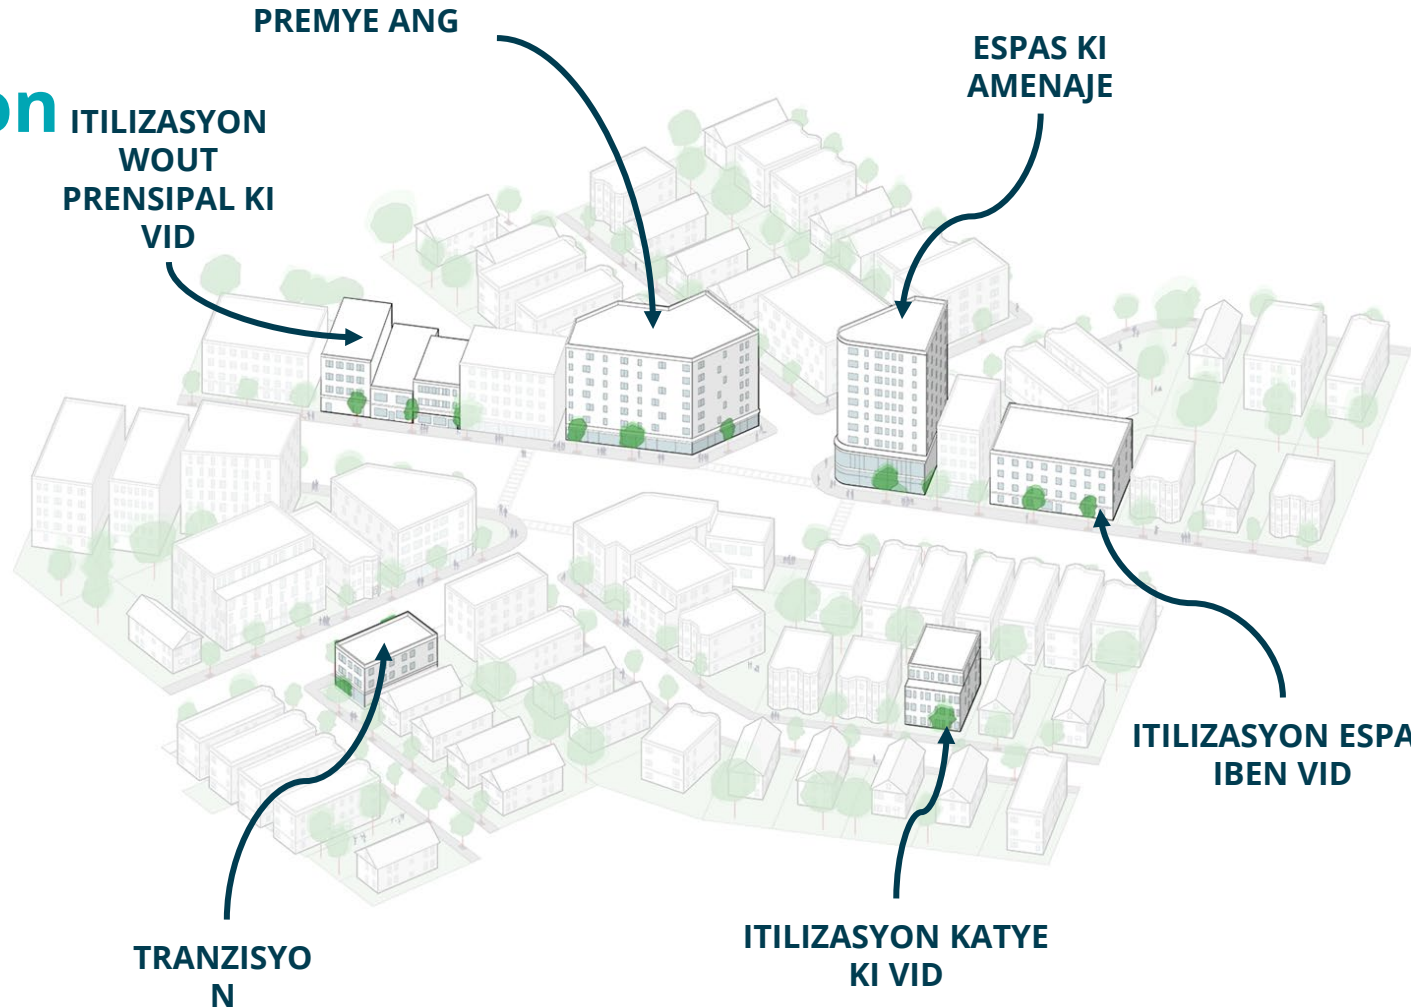 PREMYE ANG
ESPAS KI
AMENAJE
on
ITILIZASYON
WOUT
PRENSIPAL KI
VID
ITILIZASYON ESPA
IBEN VID
ITILIZASYON KATYE
KI VID
TRANZISYO
N